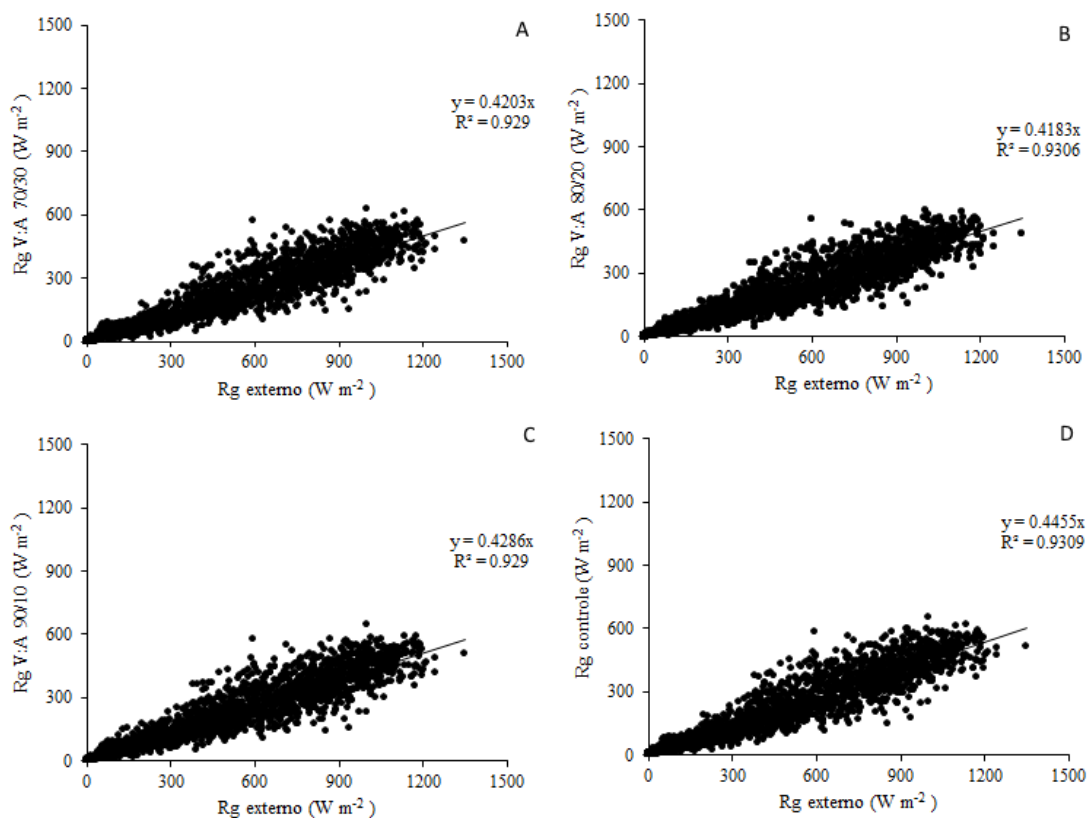 A
1500
1200
900
600
300
0
Rg V:A 70/30 (W m⁻²)
y = 0.4203x
R² = 0.929
0 300 600 900 1200 1500
Rg externo (W m⁻²)
B
1500
1200
900
600
300
0
Rg V:A 80/20 (W m⁻²)
y = 0.4183x
R² = 0.9306
0 300 600 900 1200 1500
Rg externo (W m⁻²)
C
1500
1200
900
600
300
0
Rg V:A 90/10 (W m⁻²)
y = 0.4286x
R² = 0.929
0 300 600 900 1200 1500
Rg externo (W m⁻²)
D
1500
1200
900
600
300
0
Rg controle (W m⁻²)
y = 0.4455x
R² = 0.9309
0 300 600 900 1200 1500
Rg externo (W m⁻²)